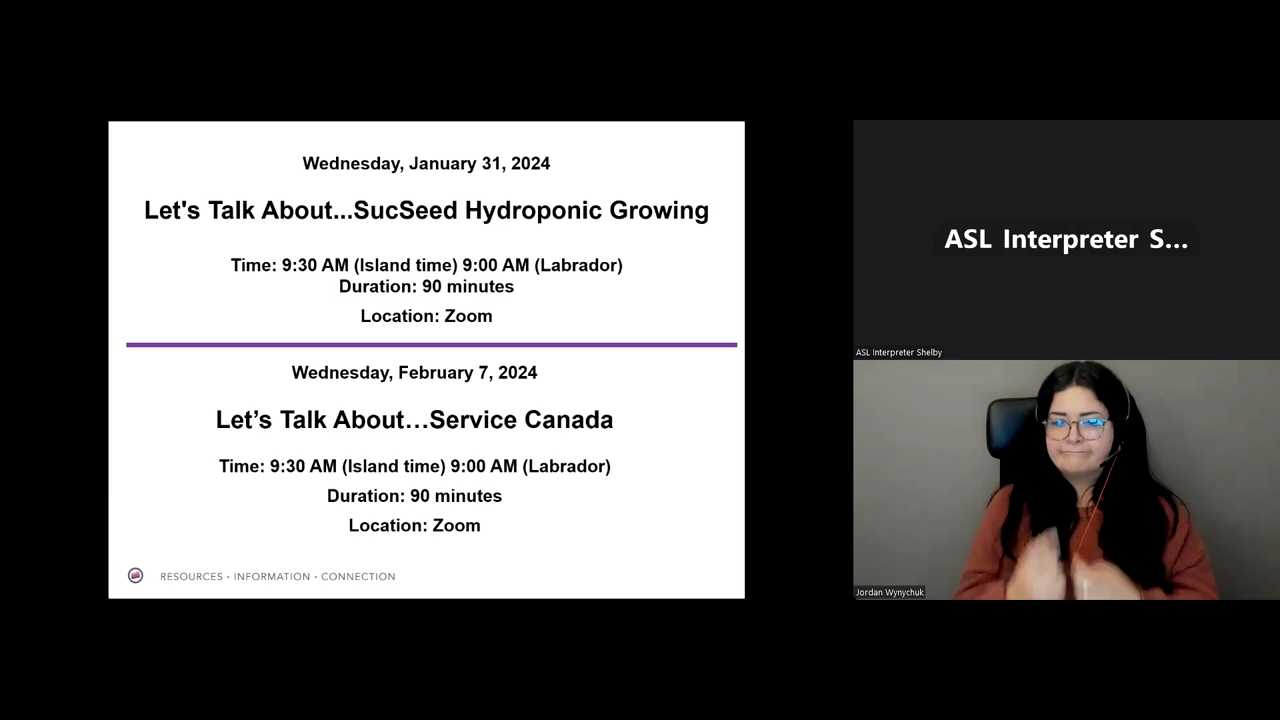 Wednesday, January 31, 2024
Let's Talk About...SucSeed Hydroponic Growing
Time: 9:30 AM (Island time) 9:00 AM (Labrador)
Duration: 90 minutes
Location: Zoom
Wednesday, February 7, 2024
Let’s Talk About…Service Canada
Time: 9:30 AM (Island time) 9:00 AM (Labrador)
Duration: 90 minutes
Location: Zoom
RESOURCES • INFORMATION • CONNECTION
ASL Interpreter S...
ASL Interpreter Shelby
Jordan Wynychuk